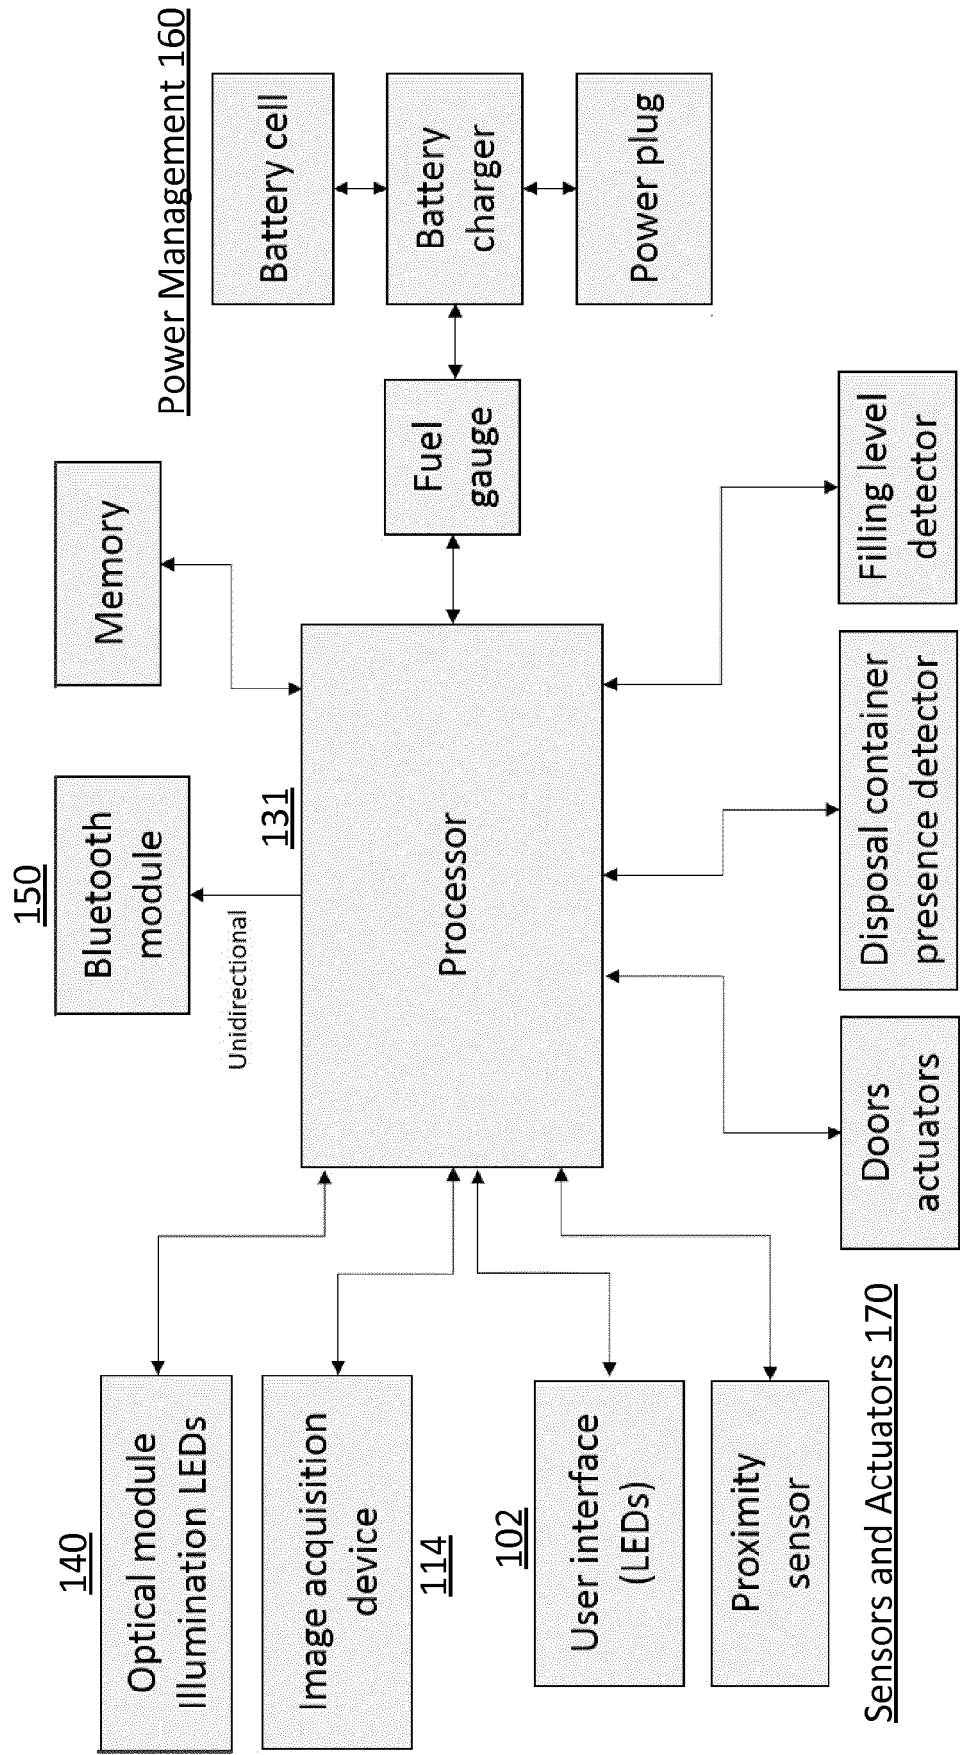 140
Optical module
Illumination LEDs
Image acquisition
device
114
102
User interface
(LEDs)
Proximity
sensor
Sensors and Actuators 170
150
Bluetooth
module
Unidirectional
131
Processor
Memory
Doors
actuators
Disposal container
presence detector
Filling level
detector
Fuel
gauge
Power Management 160
Battery cell
Battery
charger
Power plug